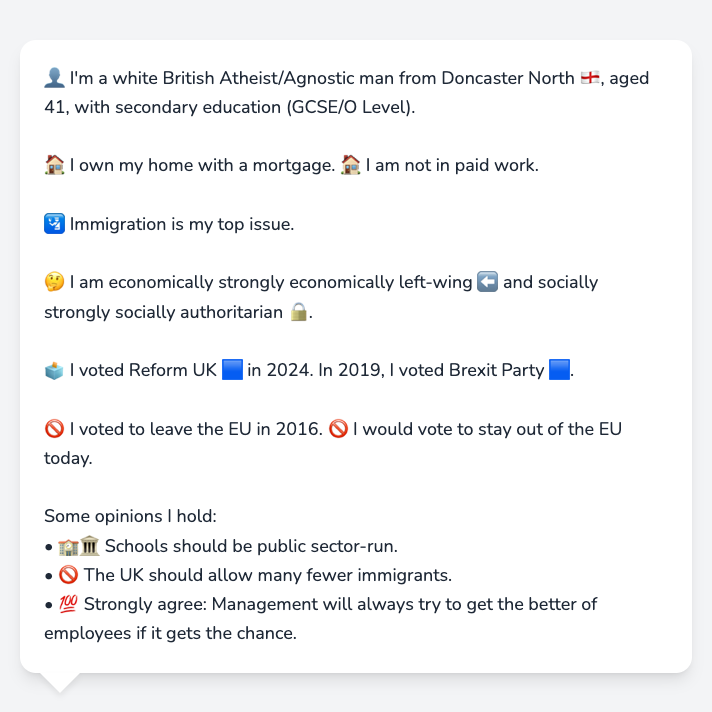 👤 I'm a white British Atheist/Agnostic man from Doncaster North 🏴󠁧󠁢󠁥󠁮󠁧󠁿, aged
41, with secondary education (GCSE/O Level).
🏠 I own my home with a mortgage. 🏠 I am not in paid work.
🛂 Immigration is my top issue.
🤔 I am economically strongly economically left-wing ⬅️ and socially
strongly socially authoritarian 🔒.
🗳️ I voted Reform UK 🟦 in 2024. In 2019, I voted Brexit Party 🟦.
🚫 I voted to leave the EU in 2016. 🚫 I would vote to stay out of the EU
today.
Some opinions I hold:
• 🏫🏛️ Schools should be public sector-run.
• 🚫 The UK should allow many fewer immigrants.
• 💯 Strongly agree: Management will always try to get the better of
employees if it gets the chance.